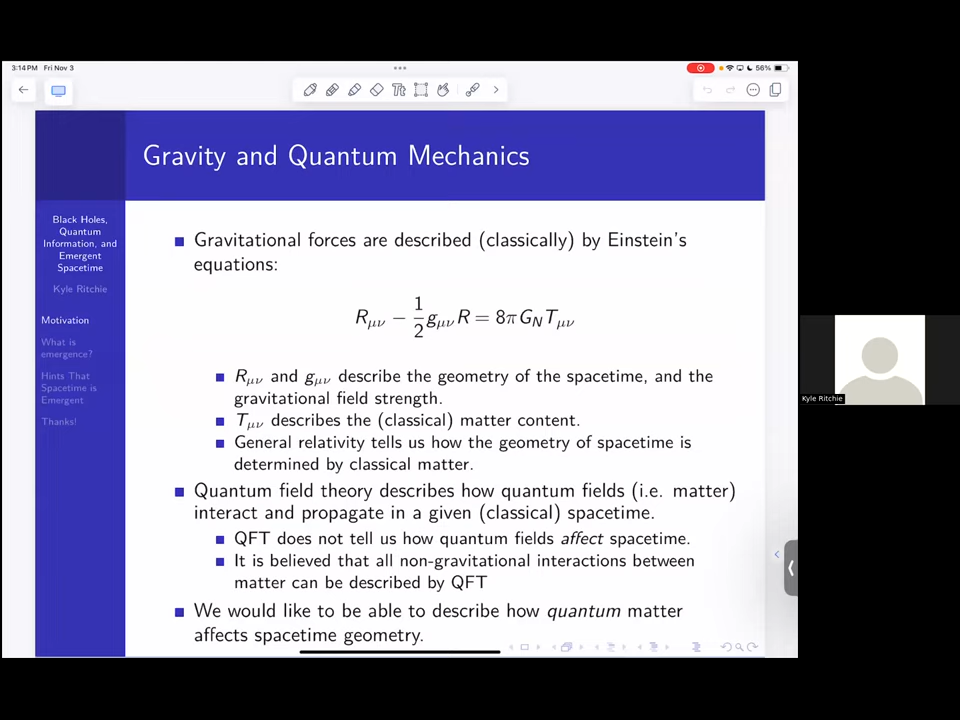 3:14 PM Fri Nov 3
56%
Gravity and Quantum Mechanics
Black Holes,
Quantum
Information, and
Emergent
Spacetime
Kyle Ritchie
Motivation
What is
emergence?
Hints That
Spacetime is
Emergent
Thanks!
Gravitational forces are described (classically) by Einstein's
equations:
R_{μν} − \frac{1}{2} g_{μν} R = 8πG_N T_{μν}
R_{μν} and g_{μν} describe the geometry of the spacetime, and the
gravitational field strength.
T_{μν} describes the (classical) matter content.
General relativity tells us how the geometry of spacetime is
determined by classical matter.
Quantum field theory describes how quantum fields (i.e. matter)
interact and propagate in a given (classical) spacetime.
QFT does not tell us how quantum fields affect spacetime.
It is believed that all non-gravitational interactions between
matter can be described by QFT
We would like to be able to describe how quantum matter
affects spacetime geometry.
Kyle Ritchie